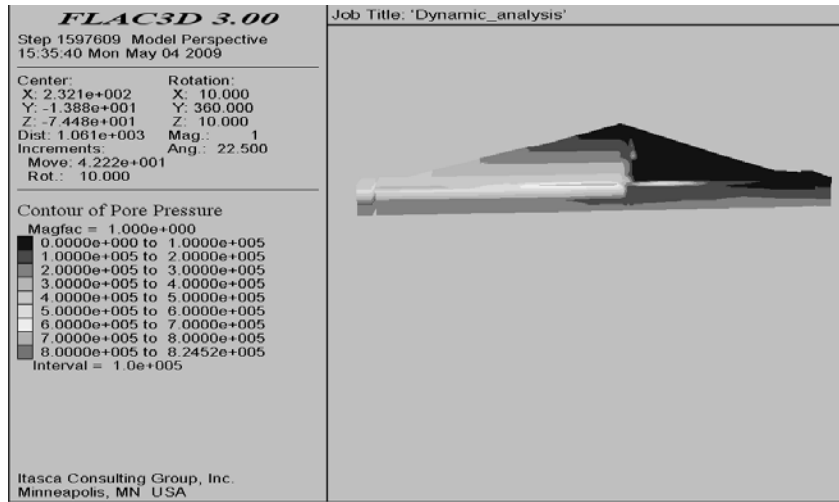 FLAC3D 3.00
Step 1597609  Model Perspective
15:35:40 Mon May 04 2009
Center:
X: 2.321e+002
Y: -1.388e+001
Z: -7.448e+001
Dist: 1.061e+003
Rotation:
X: 10.000
Y: 360.000
Z: 10.000
Mag.: 1
Ang.: 22.500
Increments:
Move: 4.222e+001
Rot.: 10.000
Contour of Pore Pressure
Magfac = 1.000e+000
0.0000e+000 to 1.0000e+005
1.0000e+005 to 2.0000e+005
2.0000e+005 to 3.0000e+005
3.0000e+005 to 4.0000e+005
4.0000e+005 to 5.0000e+005
5.0000e+005 to 6.0000e+005
6.0000e+005 to 7.0000e+005
7.0000e+005 to 8.0000e+005
8.0000e+005 to 8.2452e+005
Interval = 1.0e+005
Itasca Consulting Group, Inc.
Minneapolis, MN USA
Job Title: 'Dynamic_analysis'